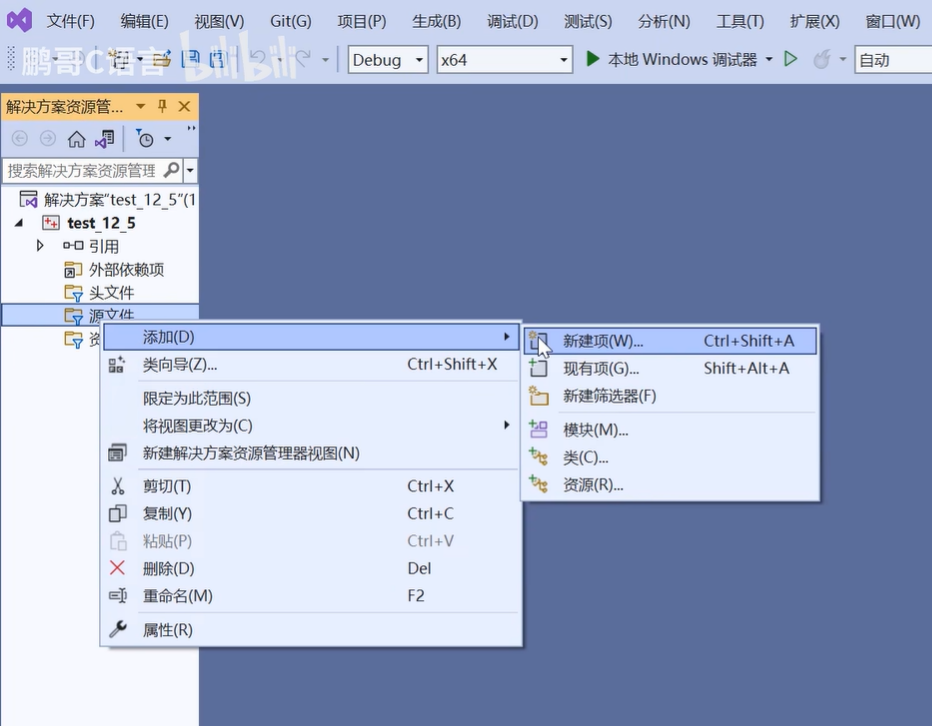 文件(F) 编辑(E) 视图(V) Git(G) 项目(P) 生成(B) 调试(D) 测试(S) 分析(N) 工具(T) 扩展(X) 窗口(W)
鹏哥C语言 bilibili
Debug x64 本地 Windows 调试器 自动
解决方案资源管...
搜索解决方案资源管理
解决方案"test_12_5"(1
test_12_5
引用
外部依赖项
头文件
源文件
添加(D)
类向导(Z)... Ctrl+Shift+X
限定为此范围(S)
将视图更改为(C)
新建解决方案资源管理器视图(N)
剪切(T) Ctrl+X
复制(Y) Ctrl+C
粘贴(P) Ctrl+V
删除(D) Del
重命名(M) F2
属性(R)
新建项(W)... Ctrl+Shift+A
现有项(G)... Shift+Alt+A
新建筛选器(F)
模块(M)...
类(C)...
资源(R)...